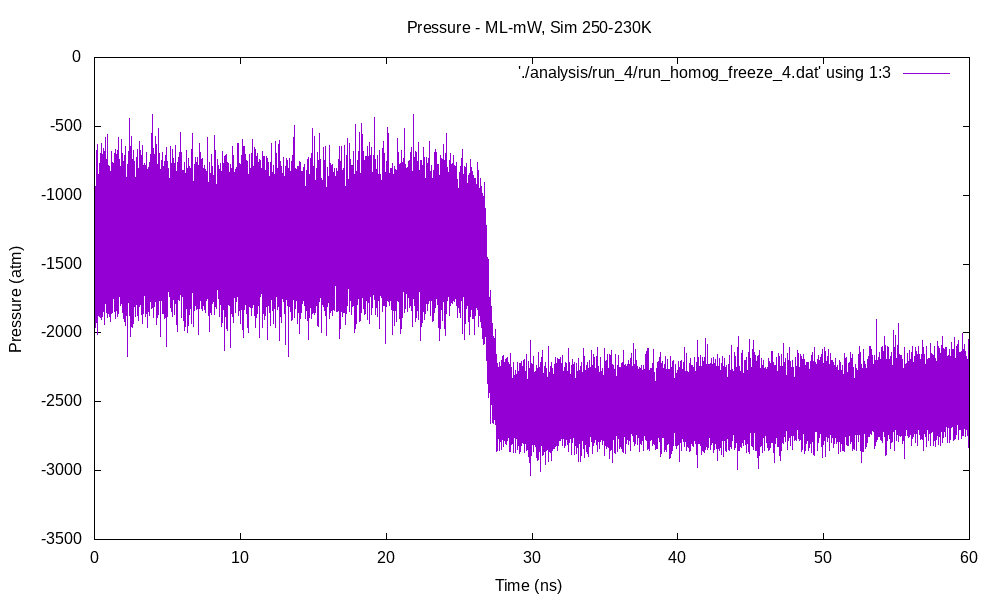 Pressure - ML-mW, Sim 250-230K
'./analysis/run_4/run_homog_freeze_4.dat' using 1:3
Pressure (atm)
0
-500
-1000
-1500
-2000
-2500
-3000
-3500
0 10 20 30 40 50 60
Time (ns)